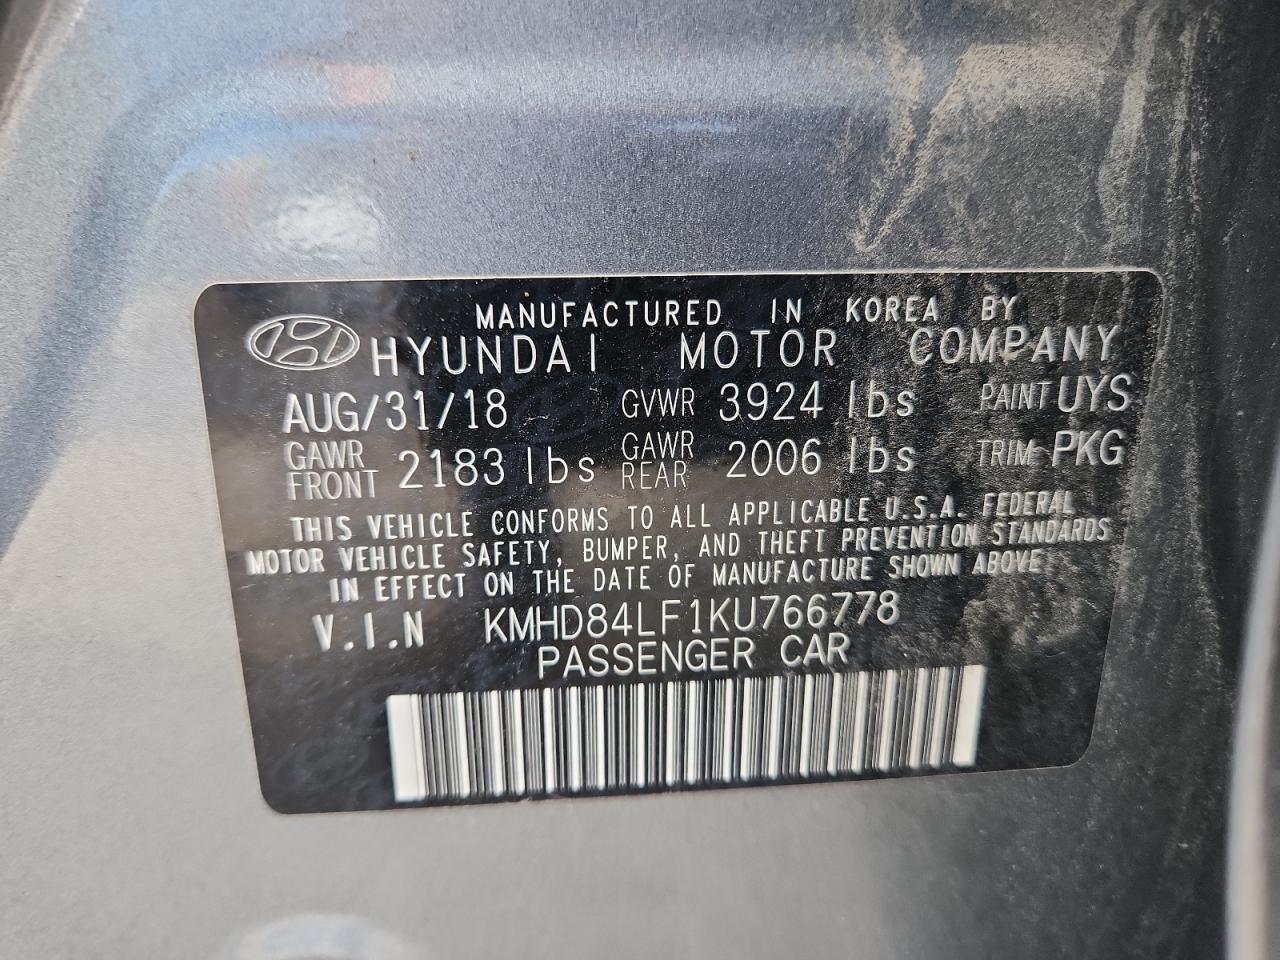 MANUFACTURED IN KOREA BY
HYUNDAI MOTOR COMPANY
AUG/31/18 GVWR 3924 lbs PAINT UYS
GAWR FRONT 2183 lbs GAWR REAR 2006 lbs TRIM PKG
THIS VEHICLE CONFORMS TO ALL APPLICABLE U.S.A. FEDERAL
MOTOR VEHICLE SAFETY, BUMPER, AND THEFT PREVENTION STANDARDS
IN EFFECT ON THE DATE OF MANUFACTURE SHOWN ABOVE
V.I.N KMHD84LF1KU766778
PASSENGER CAR